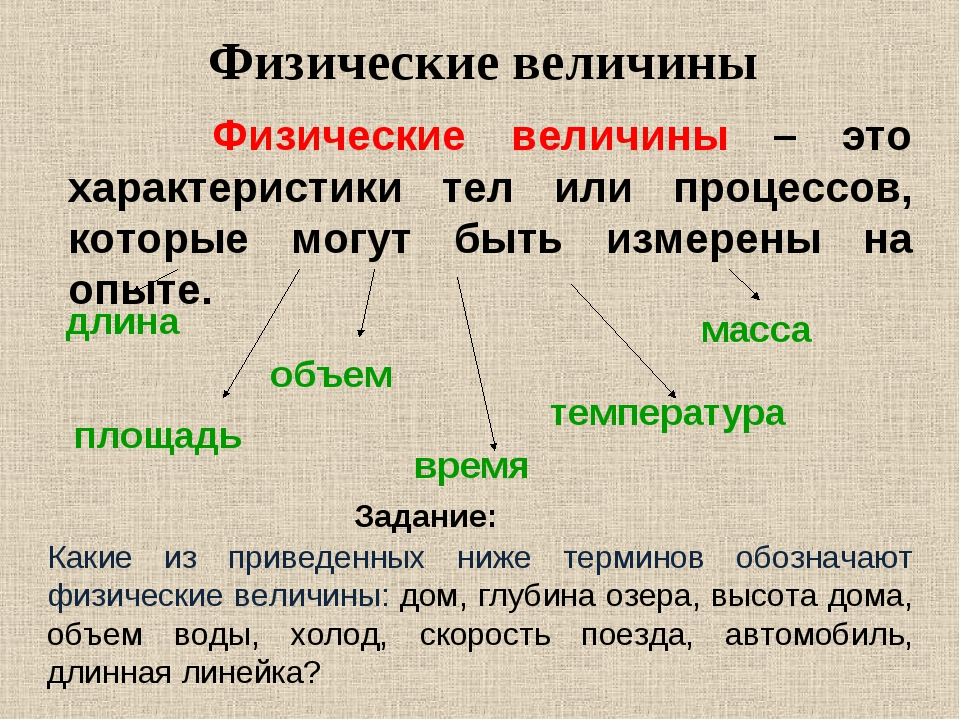 Физические величины
Физические величины – это
характеристики тел или процессов,
которые могут быть измерены на
опыте.
длина
масса
объем
температура
площадь
время
Задание:
Какие из приведенных ниже терминов обозначают
физические величины: дом, глубина озера, высота дома,
объем воды, холод, скорость поезда, автомобиль,
длинная линейка?